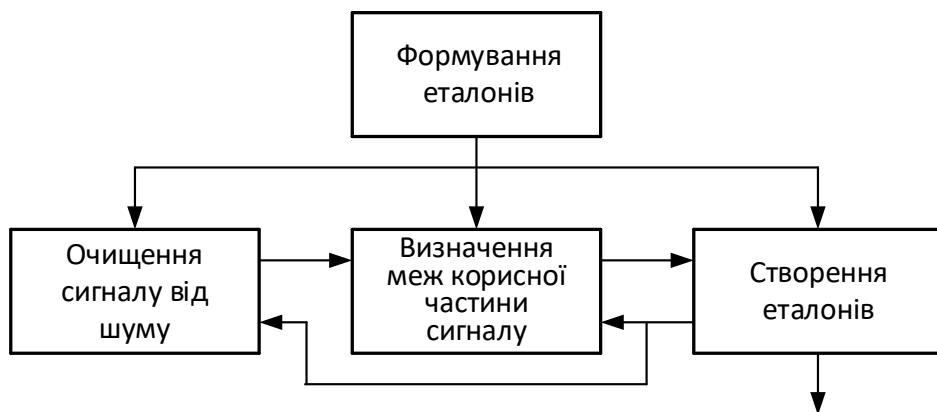 Формування
еталонів
Очищення
сигналу від
шуму
Визначення
меж корисної
частини
сигналу
Створення
еталонів